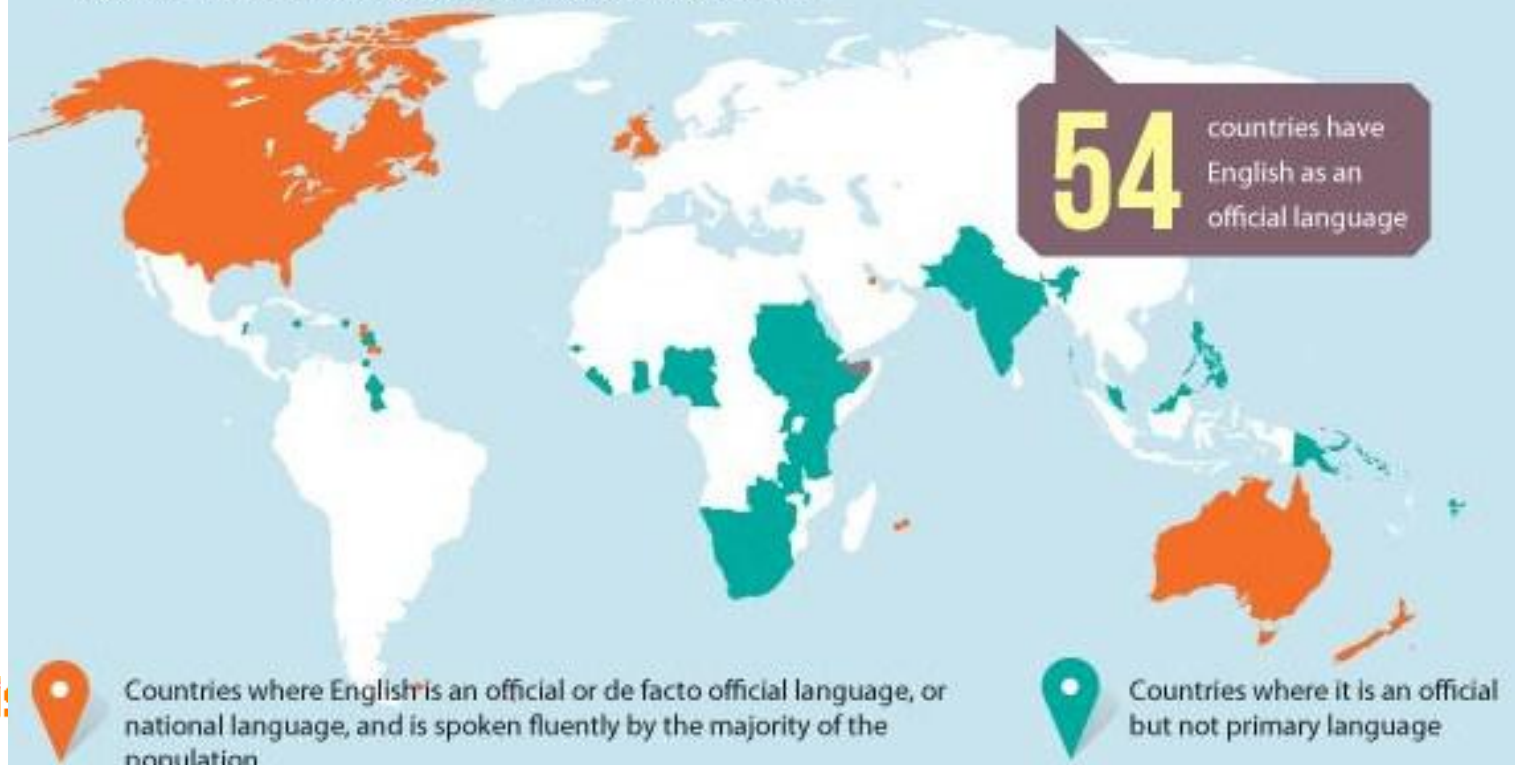 54
countries have
English as an
official language
Countries where English is an official or de facto official language, or
national language, and is spoken fluently by the majority of the
population
Countries where it is an official
but not primary language